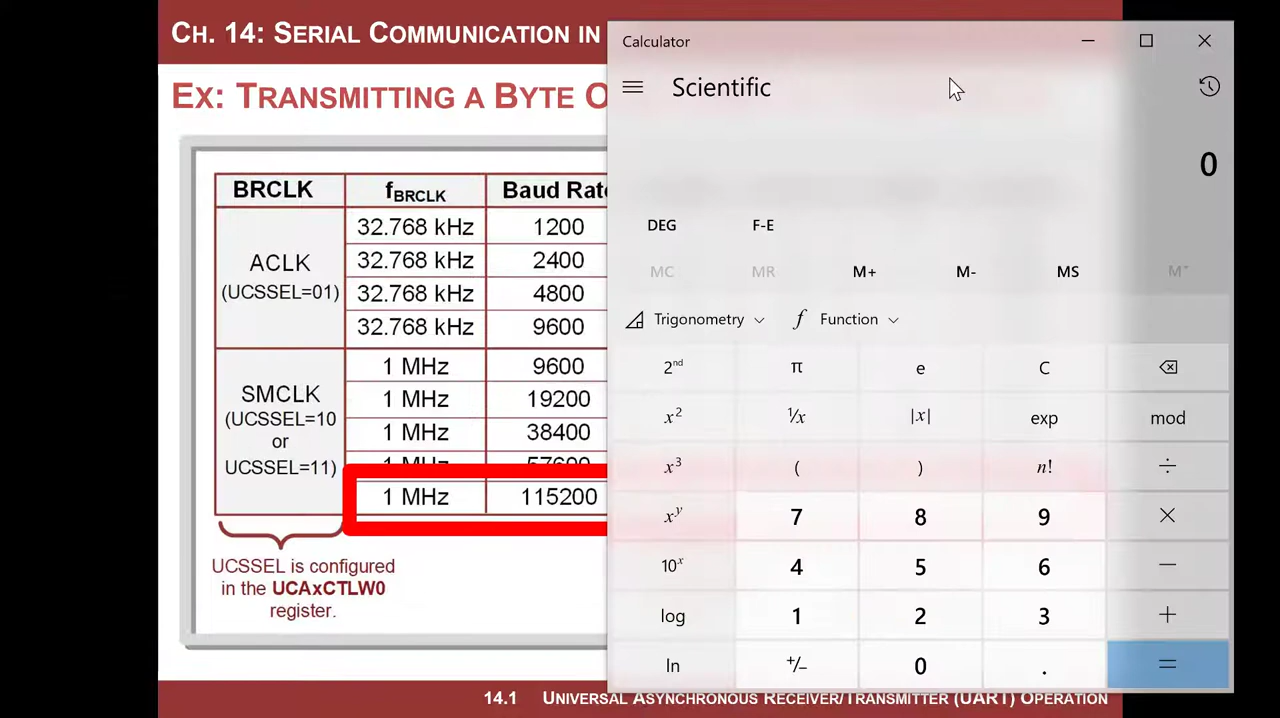 CH. 14: SERIAL COMMUNICATION IN
EX: TRANSMITTING A BYTE O
BRCLK fBRCLK Baud Rate
ACLK
(UCSSEL=01)
32.768 kHz 1200
32.768 kHz 2400
32.768 kHz 4800
32.768 kHz 9600
SMCLK
(UCSSEL=10
or
UCSSEL=11)
1 MHz 9600
1 MHz 19200
1 MHz 38400
1 MHz 57600
1 MHz 115200
UCSSEL is configured
in the UCAxCTLW0
register.
14.1 UNIVERSAL ASYNCHRONOUS RECEIVER/TRANSMITTER (UART) OPERATION
Calculator
Scientific
0
DEG F-E
MC MR M+ M- MS M˅
Trigonometry Function
2nd π e C
x² ¹/x |x| exp mod
x³ ( ) n! ÷
xʸ 7 8 9 ×
10ˣ 4 5 6 −
log 1 2 3 +
ln +/− 0 . =